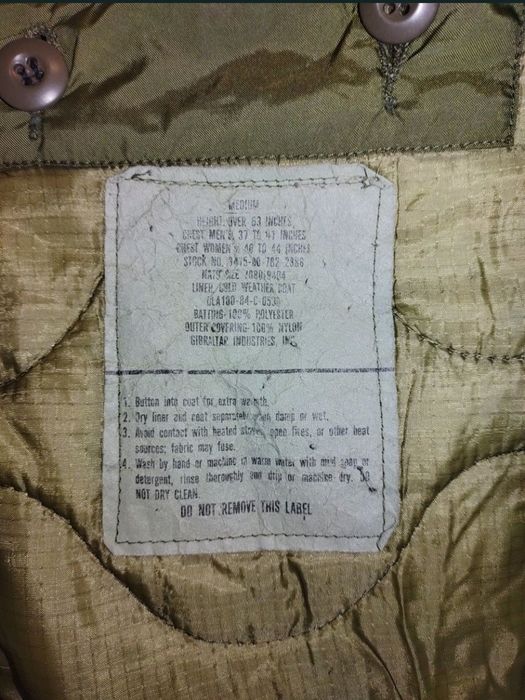 MEDIUM
HEIGHT OVER 63 INCHES
CHEST MEN'S 37 TO 41 INCHES
CHEST WOMEN'S 40 TO 44 INCHES
STOCK NO. 8415-00-782-2886
NATO SIZE
LINER, COLD WEATHER COAT
DLA100-84-C-0530
BATTING-100% POLYESTER
OUTER COVERING-100% NYLON
GIBRALTAR INDUSTRIES, INC.
1. Button into coat for extra warmth.
2. Dry liner and coat separately when damp or wet.
3. Avoid contact with heated stoves, open fires, or other heat
sources; fabric may fuse.
4. Wash by hand or machine in warm water with mild soap or
detergent, rinse thoroughly and drip or machine dry. DO
NOT DRY CLEAN.
DO NOT REMOVE THIS LABEL